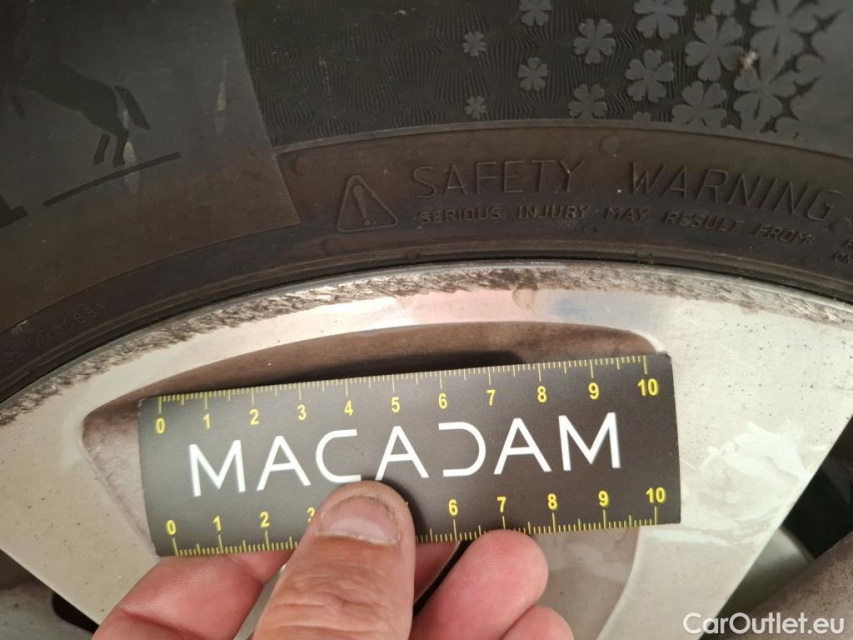 SAFETY WARNING
SERIOUS INJURY MAY RESULT FROM:
0 1 2 3 4 5 6 7 8 9 10
MACADAM
0 1 2 3 6 7 8 9 10
CarOutlet.eu